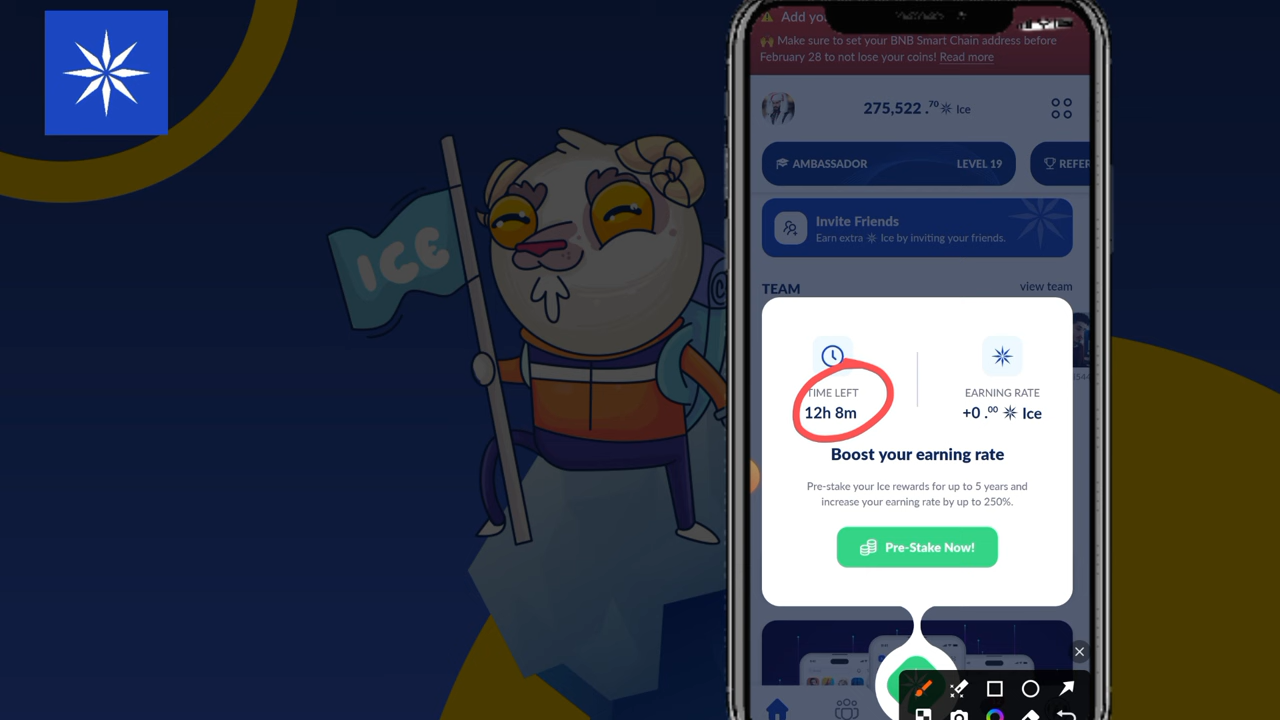 ⚠ Add you
🙌 Make sure to set your BNB Smart Chain address before
February 28 to not lose your coins! Read more
275,522 .70 Ice
AMBASSADOR LEVEL 19
REFER
Invite Friends
Earn extra Ice by inviting your friends.
ICE
TEAM view team
TIME LEFT EARNING RATE
12h 8m +0 .00 Ice
Boost your earning rate
Pre-stake your Ice rewards for up to 5 years and
increase your earning rate by up to 250%.
Pre-Stake Now!